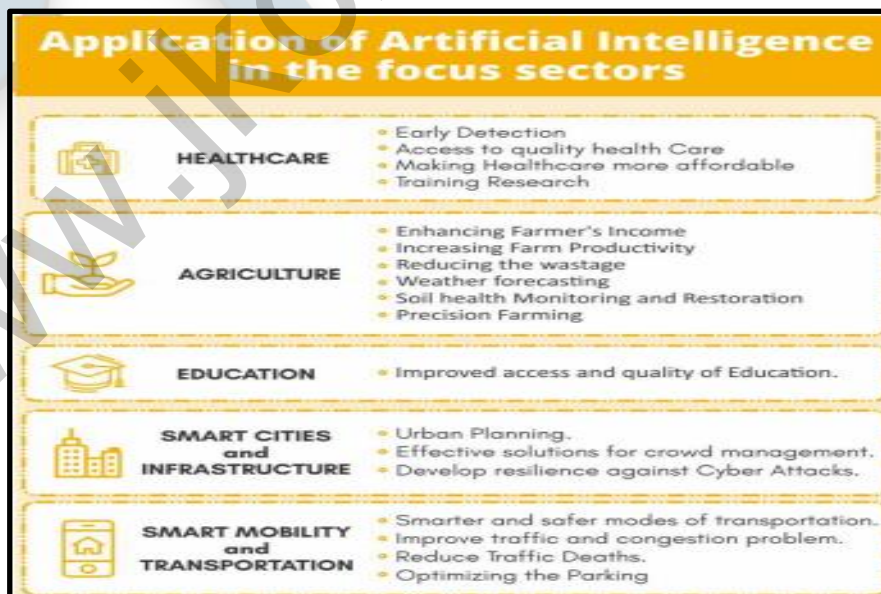 Application of Artificial Intelligence
in the focus sectors
HEALTHCARE
• Early Detection
• Access to quality health Care
• Making Healthcare more affordable
• Training Research
AGRICULTURE
• Enhancing Farmer's Income
• Increasing Farm Productivity
• Reducing the wastage
• Weather forecasting
• Soil health Monitoring and Restoration
• Precision Farming
EDUCATION
• Improved access and quality of Education.
SMART CITIES
and
INFRASTRUCTURE
• Urban Planning.
• Effective solutions for crowd management.
• Develop resilience against Cyber Attacks.
SMART MOBILITY
and
TRANSPORTATION
• Smarter and safer modes of transportation.
• Improve traffic and congestion problem.
• Reduce Traffic Deaths.
• Optimizing the Parking